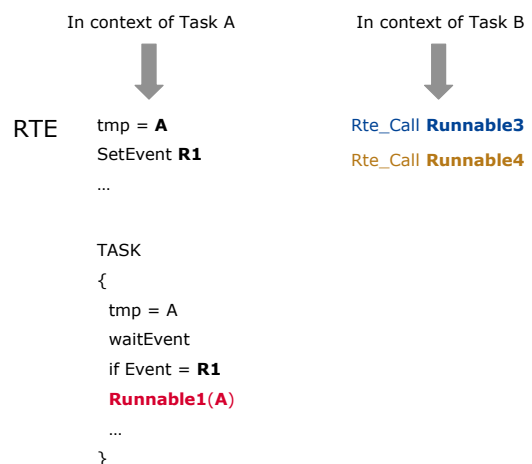 In context of Task A
In context of Task B
RTE
tmp = A
SetEvent R1
…
Rte_Call Runnable3
Rte_Call Runnable4
TASK
{
tmp = A
waitEvent
if Event = R1
Runnable1(A)
…
}